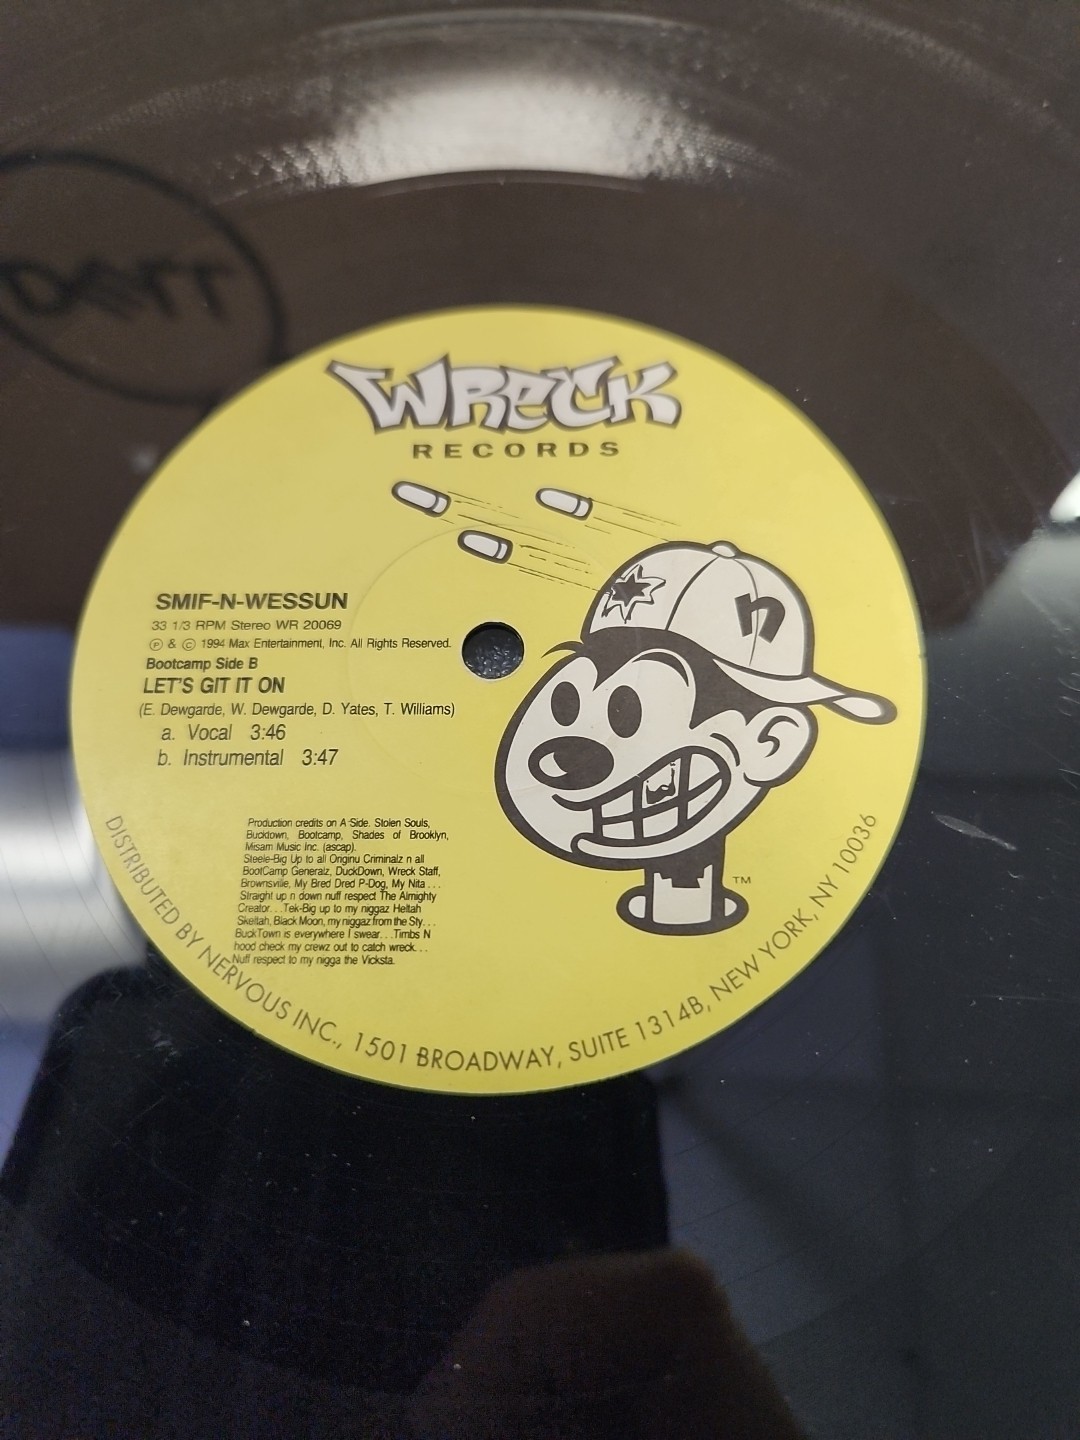 WRECK
RECORDS
n
SMIF-N-WESSUN
33 1/3 RPM Stereo WR 20069
℗ & © 1994 Max Entertainment, Inc. All Rights Reserved.
Bootcamp Side B
LET'S GIT IT ON
(E. Dewgarde, W. Dewgarde, D. Yates, T. Williams)
a. Vocal 3:46
b. Instrumental 3:47
Production credits on A Side. Stolen Souls,
Bucktown, Bootcamp, Shades of Brooklyn,
Misam Music Inc. (ascap).
Steele-Big Up to all Originu Criminalz n all
BootCamp Generalz, DuckDown, Wreck Staff,
Brownsville, My Bred Dred P-Dog, My Nita . . .
Straight up n down nuff respect The Almighty
Creator. . .Tek-Big up to my niggaz Heltah
Skeltah, Black Moon, my niggaz from the Sty. . .
BuckTown is everywhere I swear. . .Timbs N
hood check my crewz out to catch wreck. . .
Nuff respect to my nigga the Vicksta.
TM
DISTRIBUTED BY NERVOUS INC., 1501 BROADWAY, SUITE 1314B, NEW YORK, NY 10036